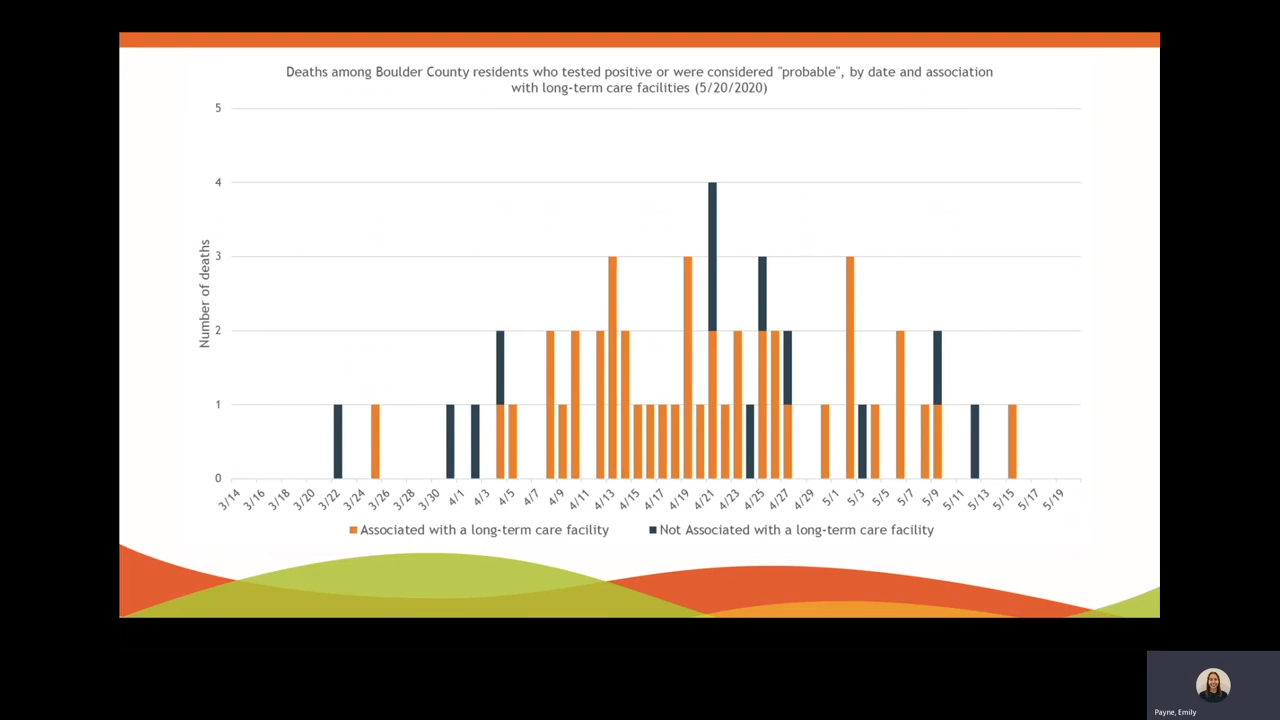 Deaths among Boulder County residents who tested positive or were considered "probable", by date and association
with long-term care facilities (5/20/2020)
5
4
3
2
1
0
Number of deaths
3/14 3/16 3/18 3/20 3/22 3/24 3/26 3/28 3/30 4/1 4/3 4/5 4/7 4/9 4/11 4/13 4/15 4/17 4/19 4/21 4/23 4/25 4/27 4/29 5/1 5/3 5/5 5/7 5/9 5/11 5/13 5/15 5/17 5/19
Associated with a long-term care facility Not Associated with a long-term care facility
Payne, Emily